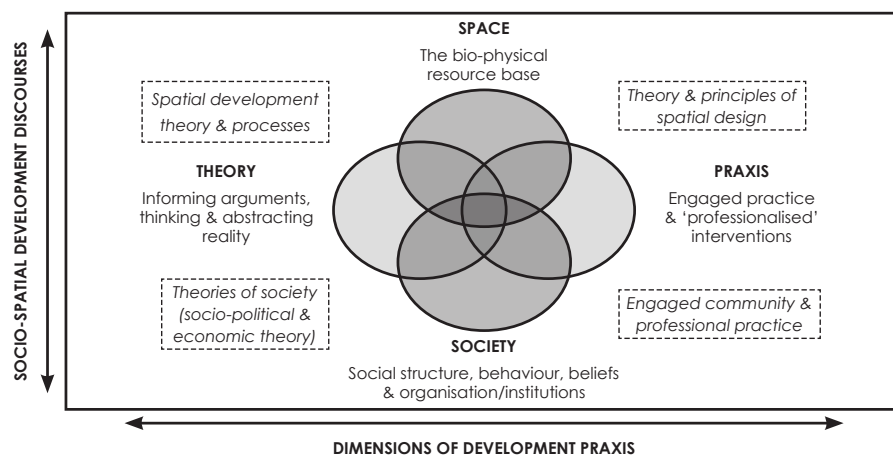 SOCIO-SPATIAL DEVELOPMENT DISCOURSES
SPACE
The bio-physical
resource base
Spatial development
theory & processes
Theory & principles of
spatial design
THEORY
Informing arguments,
thinking & abstracting
reality
PRAXIS
Engaged practice
& ‘professionalised’
interventions
Theories of society
(socio-political &
economic theory)
Engaged community &
professional practice
SOCIETY
Social structure, behaviour, beliefs
& organisation/institutions
DIMENSIONS OF DEVELOPMENT PRAXIS